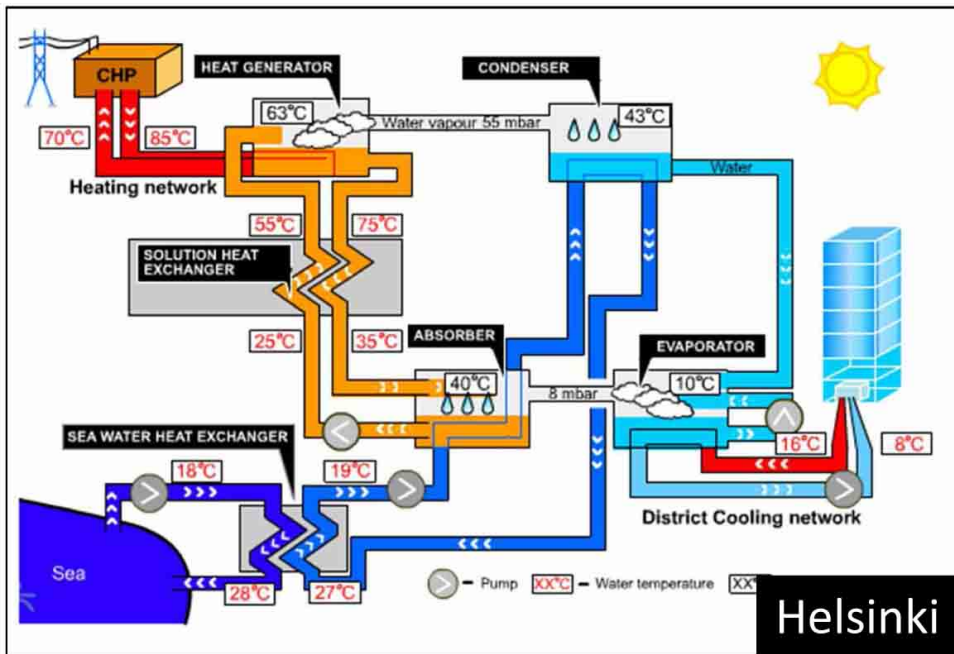 CHP
HEAT GENERATOR
CONDENSER
63°C
43°C
Water vapour 55 mbar
70°C
85°C
Heating network
Water
55°C
75°C
SOLUTION HEAT
EXCHANGER
25°C
35°C
ABSORBER
EVAPORATOR
40°C
10°C
8 mbar
SEA WATER HEAT EXCHANGER
16°C
8°C
18°C
19°C
District Cooling network
Sea
28°C
27°C
Pump
XX°C
Water temperature
Helsinki